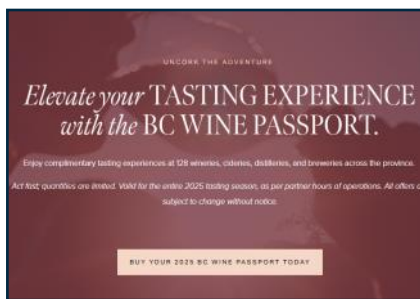 UNCORK THE ADVENTURE
Elevate your TASTING EXPERIENCE
with the BC WINE PASSPORT.
Enjoy complimentary tasting experiences at 128 wineries, cideries, distilleries, and breweries across the province.
Act fast; quantities are limited. Valid for the entire 2025 tasting season, as per partner hours of operations. All offers
subject to change without notice.
BUY YOUR 2025 BC WINE PASSPORT TODAY